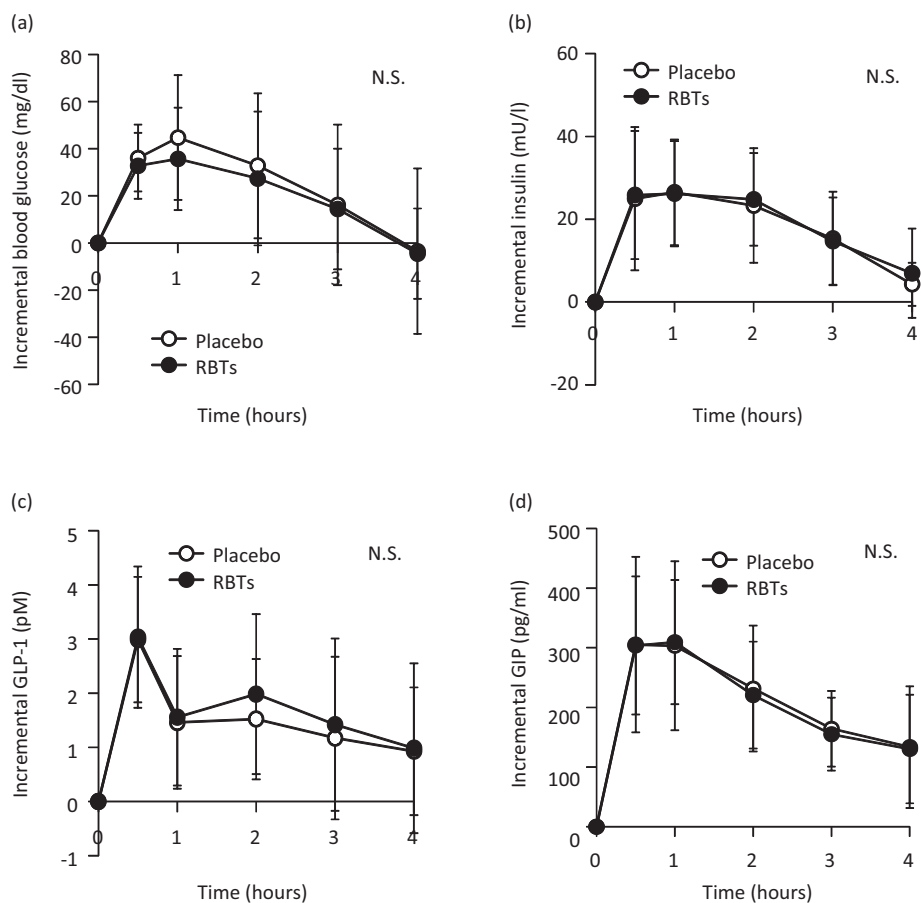 (a)
Incremental blood glucose (mg/dl)
80
60
40
20
0
-20
-40
-60
N.S.
0
1
2
3
4
Placebo
RBTs
Time (hours)
(b)
Incremental insulin (mU/l)
60
40
20
0
-20
Placebo
RBTs
N.S.
0
1
2
3
4
Time (hours)
(c)
Incremental GLP-1 (pM)
5
4
3
2
1
0
-1
Placebo
RBTs
N.S.
0
1
2
3
4
Time (hours)
(d)
Incremental GIP (pg/ml)
500
400
300
200
100
0
Placebo
RBTs
N.S.
0
1
2
3
4
Time (hours)